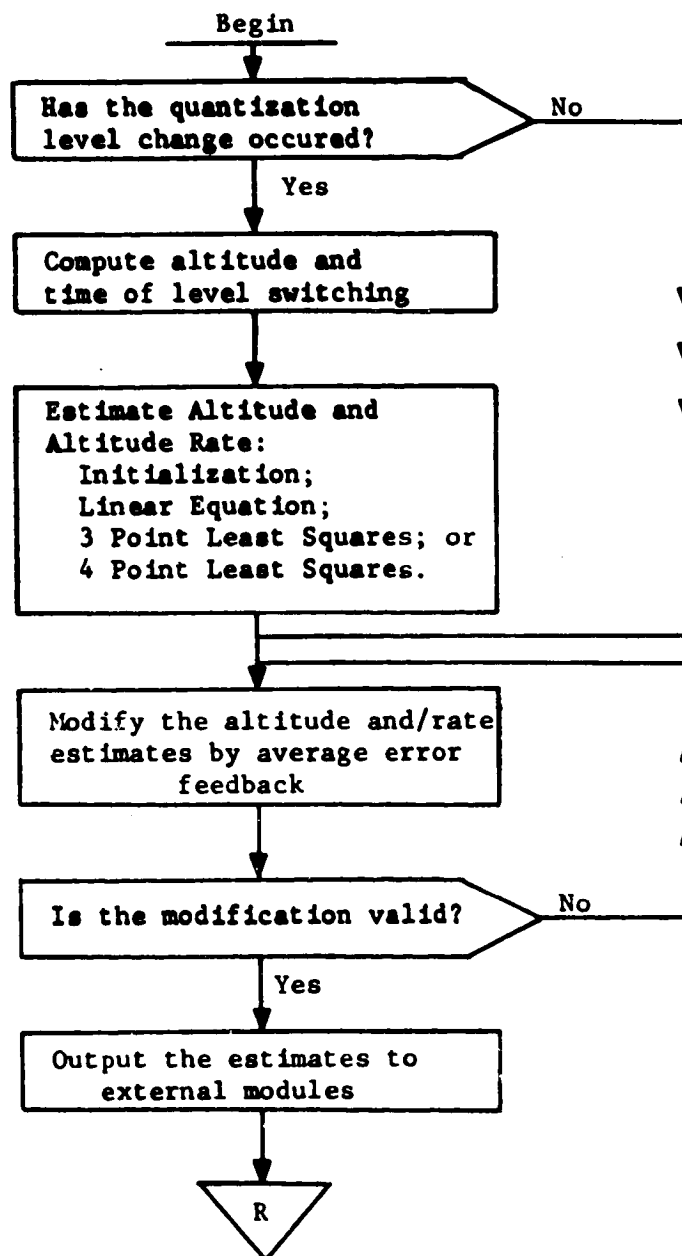 Begin
Has the quantization
level change occured?
No
Yes
Compute altitude and
time of level switching
Estimate Altitude and
Altitude Rate:
Initialization;
Linear Equation;
3 Point Least Squares; or
4 Point Least Squares.
Modify the altitude and/rate
estimates by average error
feedback
Is the modification valid?
No
Yes
Output the estimates to
external modules
R